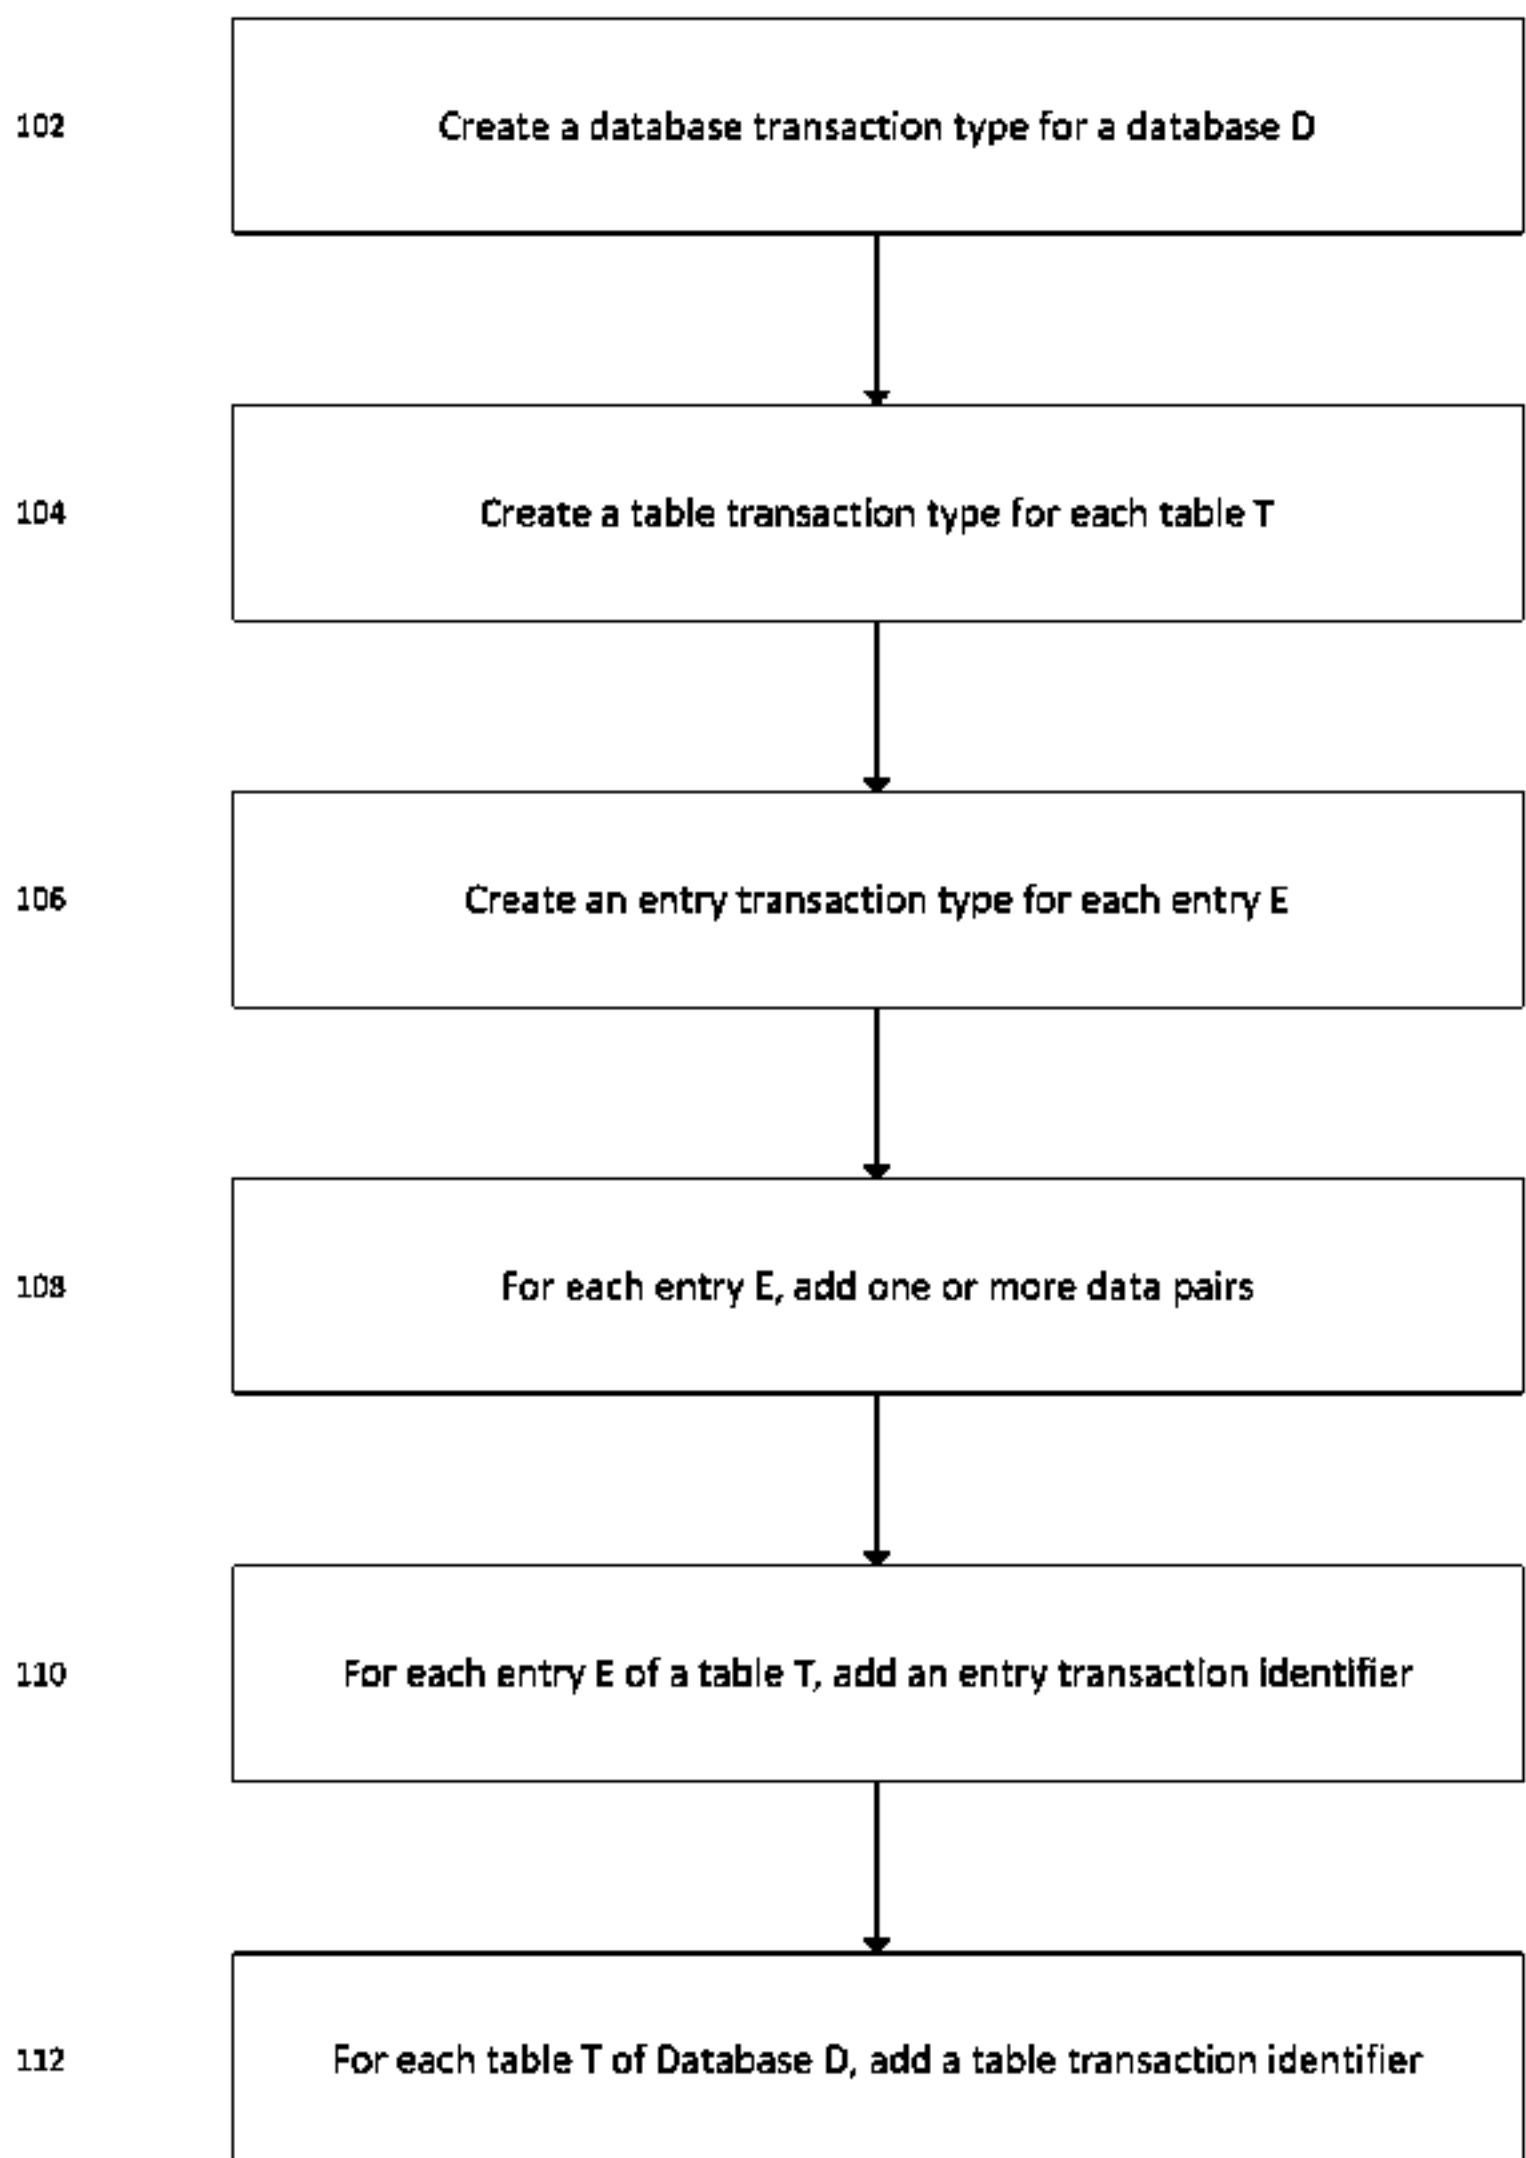 102
Create a database transaction type for a database D
104
Create a table transaction type for each table T
106
Create an entry transaction type for each entry E
108
For each entry E, add one or more data pairs
110
For each entry E of a table T, add an entry transaction identifier
112
For each table T of Database D, add a table transaction identifier